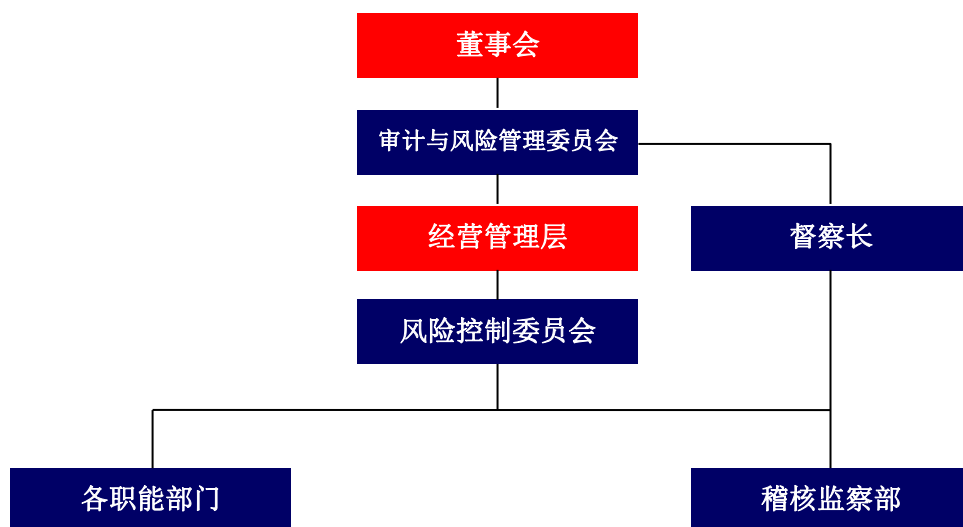 董事会
审计与风险管理委员会
经营管理层
督察长
风险控制委员会
各职能部门
稽核监察部